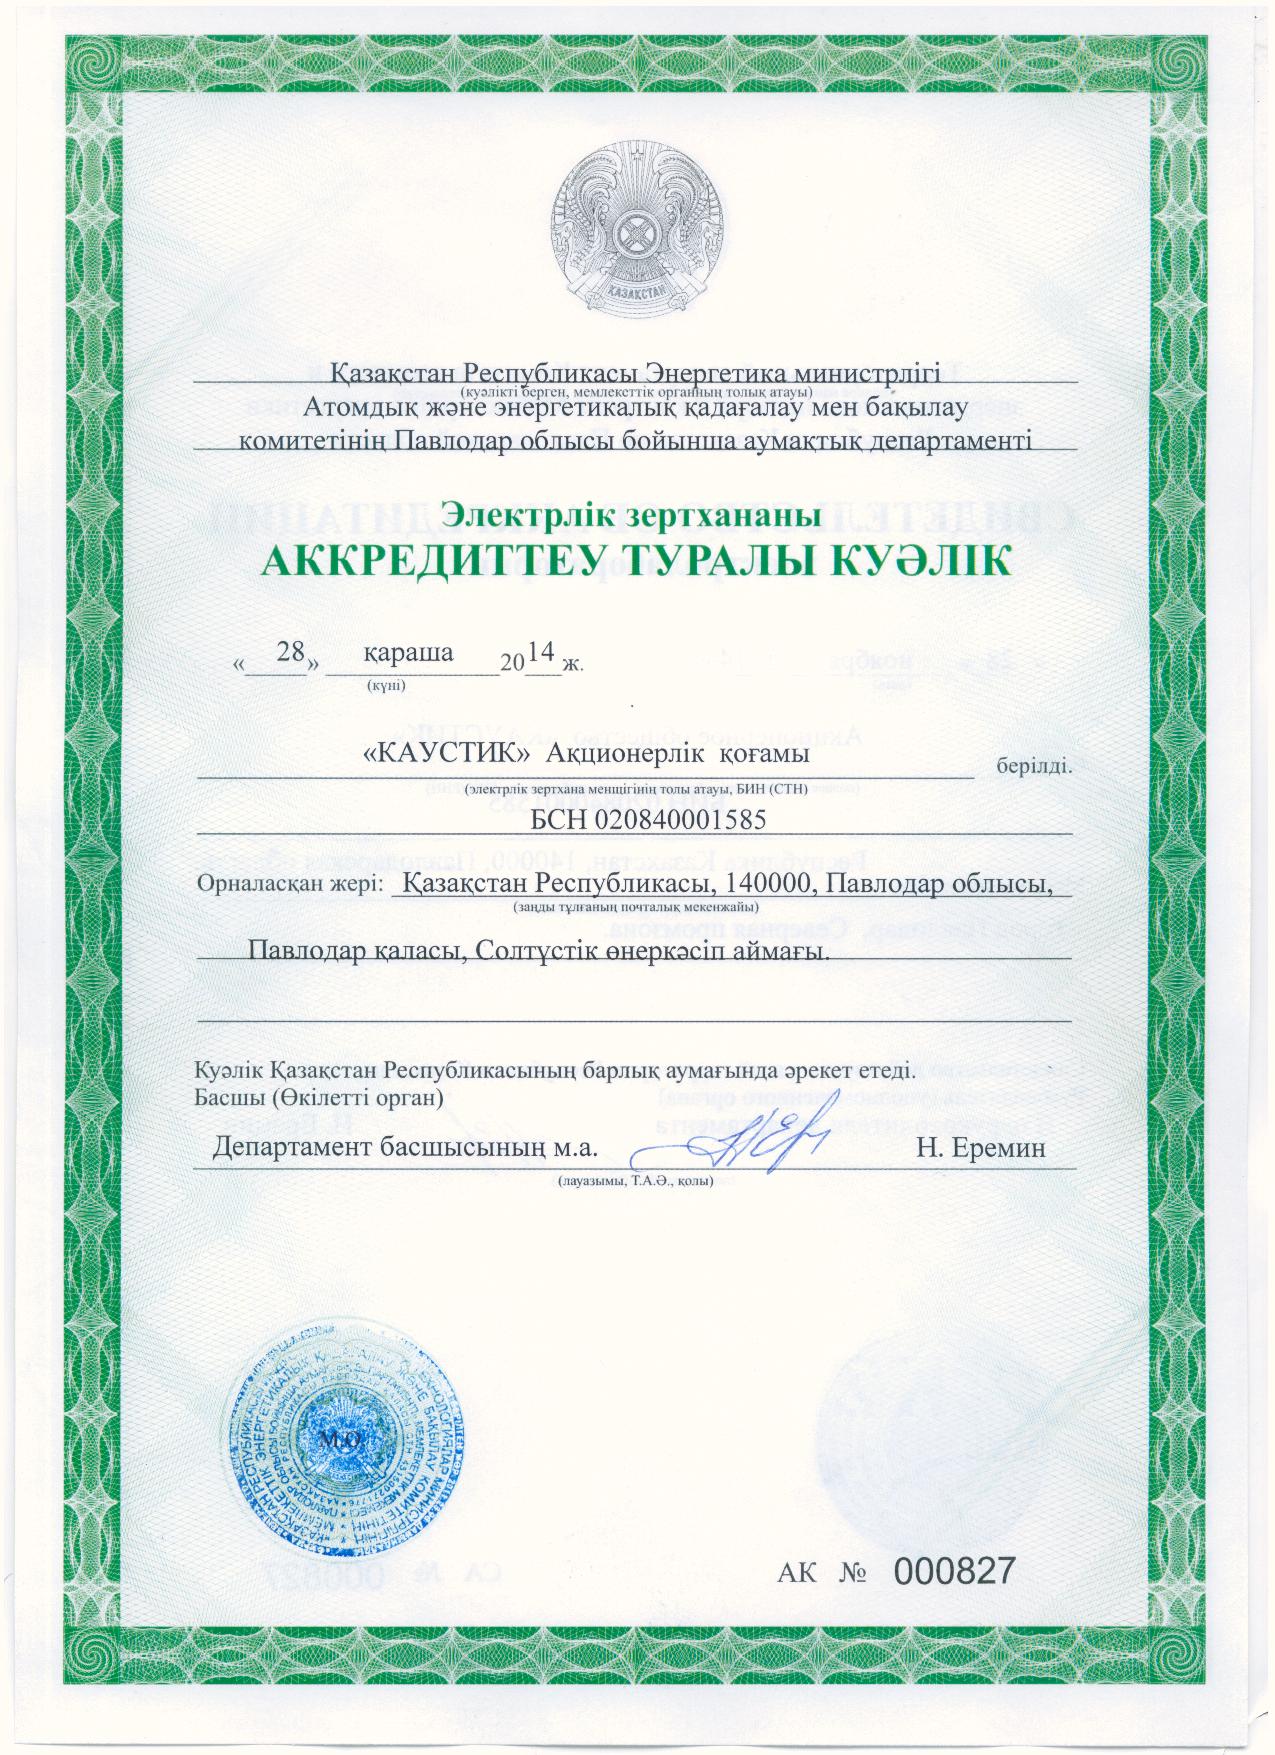 ҚАЗАҚСТАН
Қазақстан Республикасы Энергетика министрлігі
(куәлікті берген, мемлексттік органның толық атауы)
Атомдық және энергетикалық қадағалау мен бақылау
комитетінің Павлодар облысы бойынша аумақтық департаменті
Электрлік зертхананы
АККРЕДИТТЕУ ТУРАЛЫ КУӘЛІК
«28» қараша 2014 ж.
(күні)
«КАУСТИК» Акционерлік қоғамы берілді.
(электрлік зертхана менщігінің толы атауы, БИН (СТН)
БСН 020840001585
Орналасқан жері: Қазақстан Республикасы, 140000, Павлодар облысы,
(заңды тұлғаның почталық мекенжайы)
Павлодар қаласы, Солтүстік өнеркәсіп аймағы.
Куәлік Қазақстан Республикасының барлық аумағында әрекет етеді.
Басшы (Өкілетті орган)
Департамент басшысының м.а. Н. Еремин
(лауазымы, Т.А.Ә., қолы)
М.О.
АК № 000827